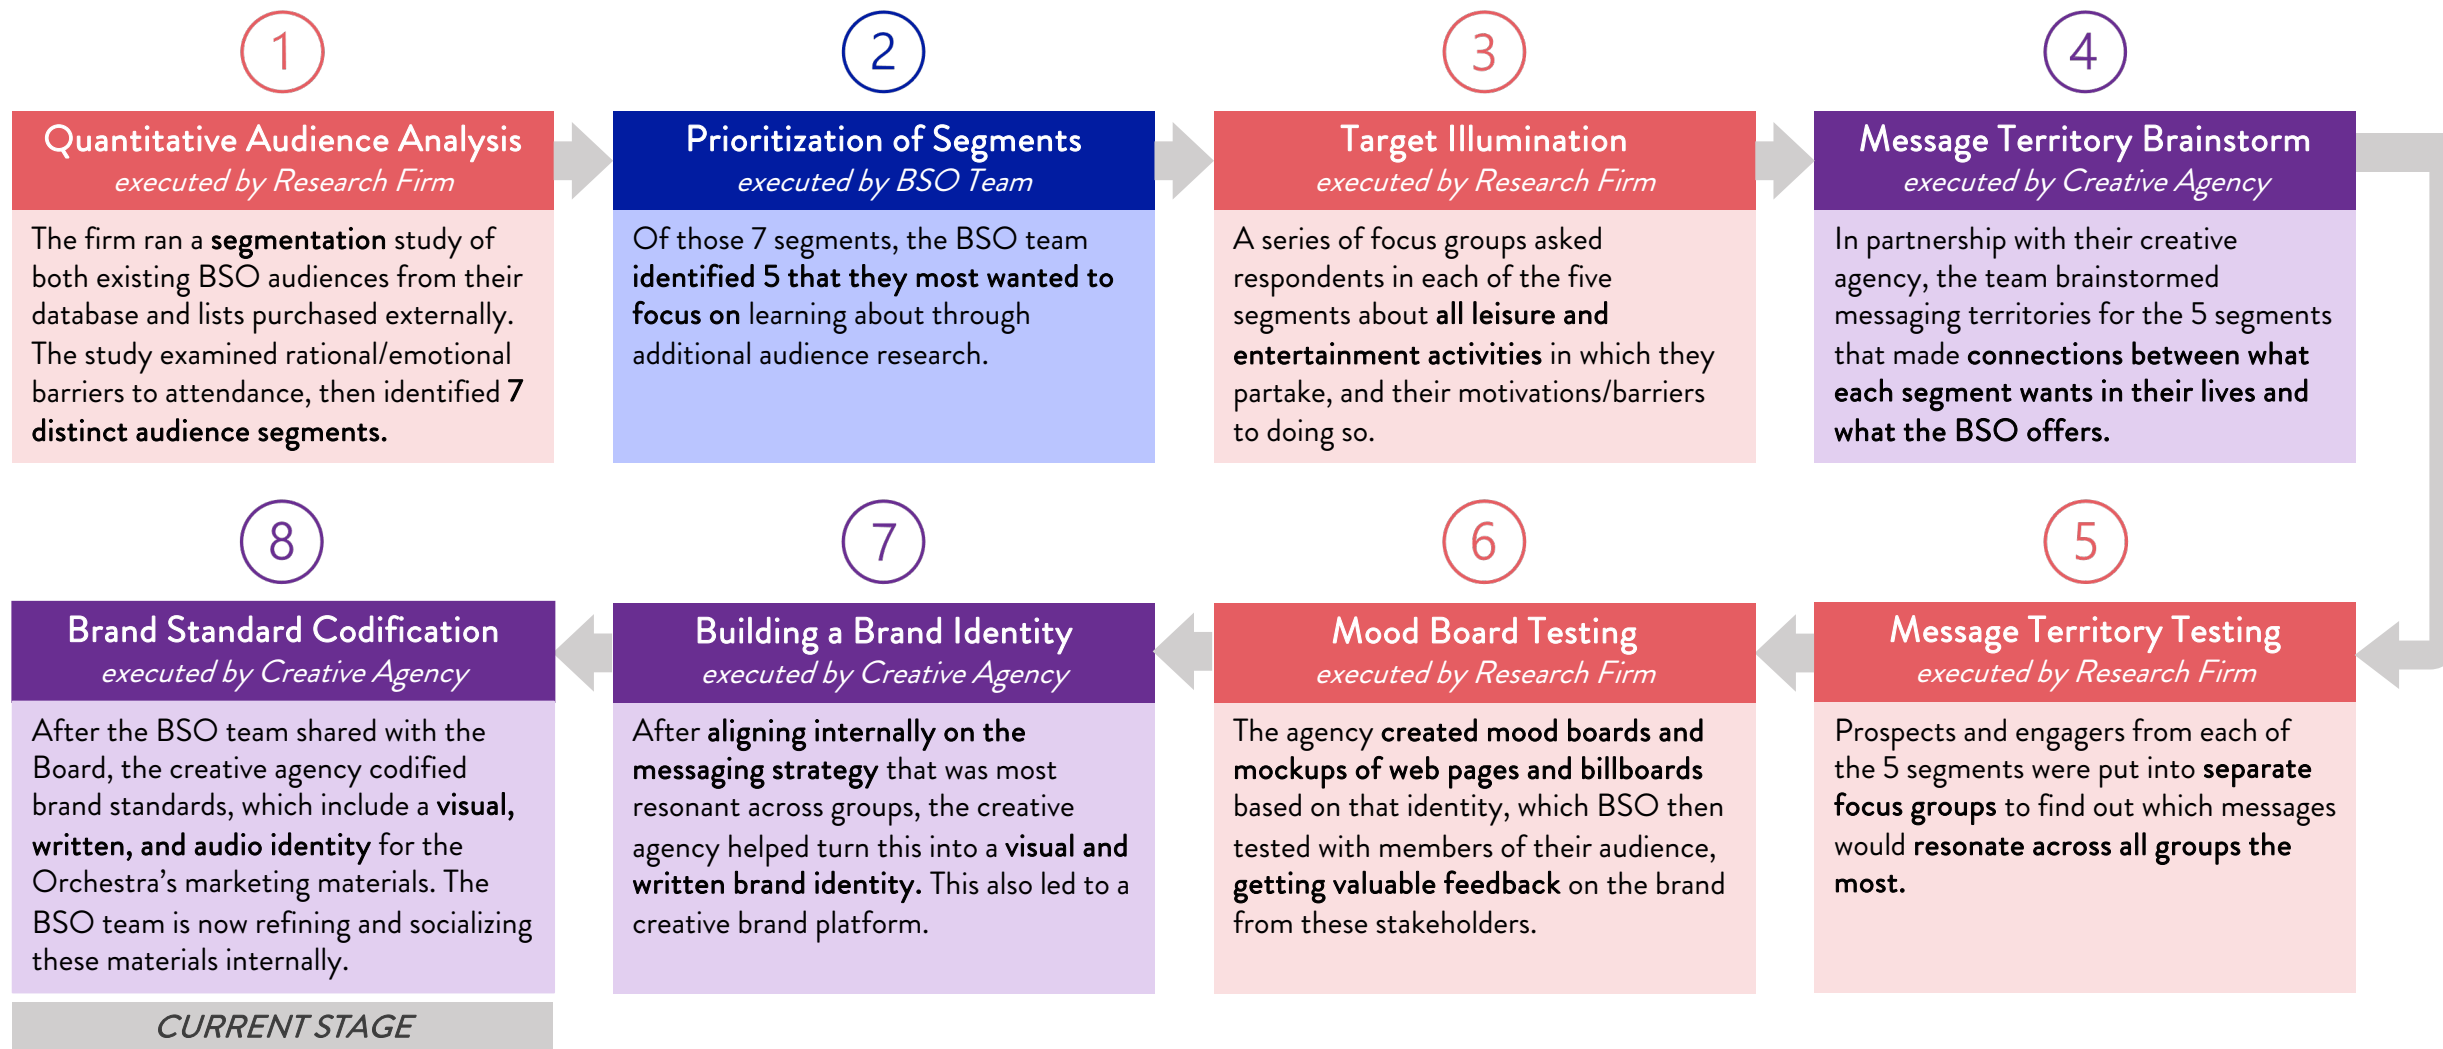 1
Quantitative Audience Analysis
executed by Research Firm
The firm ran a segmentation study of
both existing BSO audiences from their
database and lists purchased externally.
The study examined rational/emotional
barriers to attendance, then identified 7
distinct audience segments.
2
Prioritization of Segments
executed by BSO Team
Of those 7 segments, the BSO team
identified 5 that they most wanted to
focus on learning about through
additional audience research.
3
Target Illumination
executed by Research Firm
A series of focus groups asked
respondents in each of the five
segments about all leisure and
entertainment activities in which they
partake, and their motivations/barriers
to doing so.
4
Message Territory Brainstorm
executed by Creative Agency
In partnership with their creative
agency, the team brainstormed
messaging territories for the 5 segments
that made connections between what
each segment wants in their lives and
what the BSO offers.
5
Message Territory Testing
executed by Research Firm
Prospects and engagers from each of
the 5 segments were put into separate
focus groups to find out which messages
would resonate across all groups the
most.
6
Mood Board Testing
executed by Research Firm
The agency created mood boards and
mockups of web pages and billboards
based on that identity, which BSO then
tested with members of their audience,
getting valuable feedback on the brand
from these stakeholders.
7
Building a Brand Identity
executed by Creative Agency
After aligning internally on the
messaging strategy that was most
resonant across groups, the creative
agency helped turn this into a visual and
written brand identity. This also led to a
creative brand platform.
8
Brand Standard Codification
executed by Creative Agency
After the BSO team shared with the
Board, the creative agency codified
brand standards, which include a visual,
written, and audio identity for the
Orchestra's marketing materials. The
BSO team is now refining and socializing
these materials internally.
CURRENT STAGE